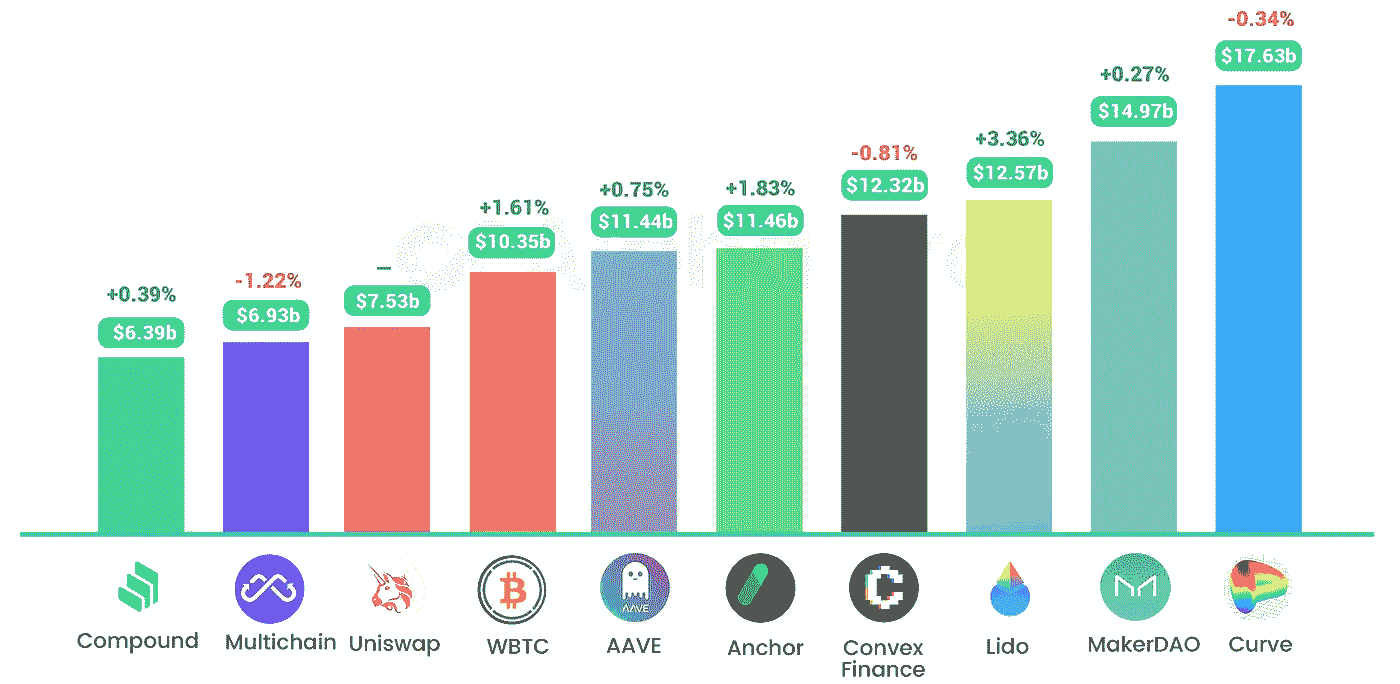 -0.34%
$17.63b
+0.27%
$14.97b
+3.36%
$12.57b
-0.81%
$12.32b
+1.83%
$11.46b
+0.75%
$11.44b
+1.61%
$10.35b
–
$7.53b
-1.22%
$6.93b
+0.39%
$6.39b
AAVE
Compound
Multichain
Uniswap
WBTC
AAVE
Anchor
Convex
Finance
Lido
MakerDAO
Curve